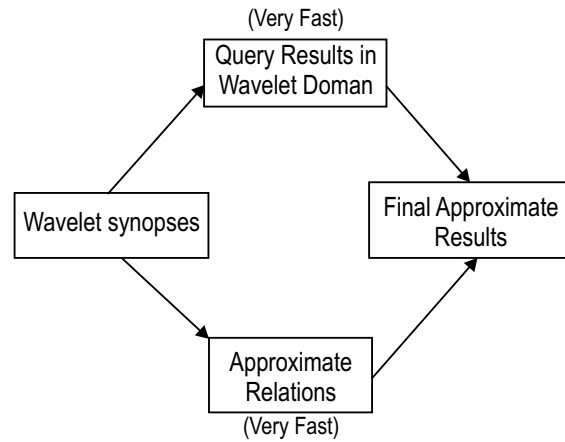 (Very Fast)
Query Results in
Wavelet Doman
Wavelet synopses
Final Approximate
Results
Approximate
Relations
(Very Fast)